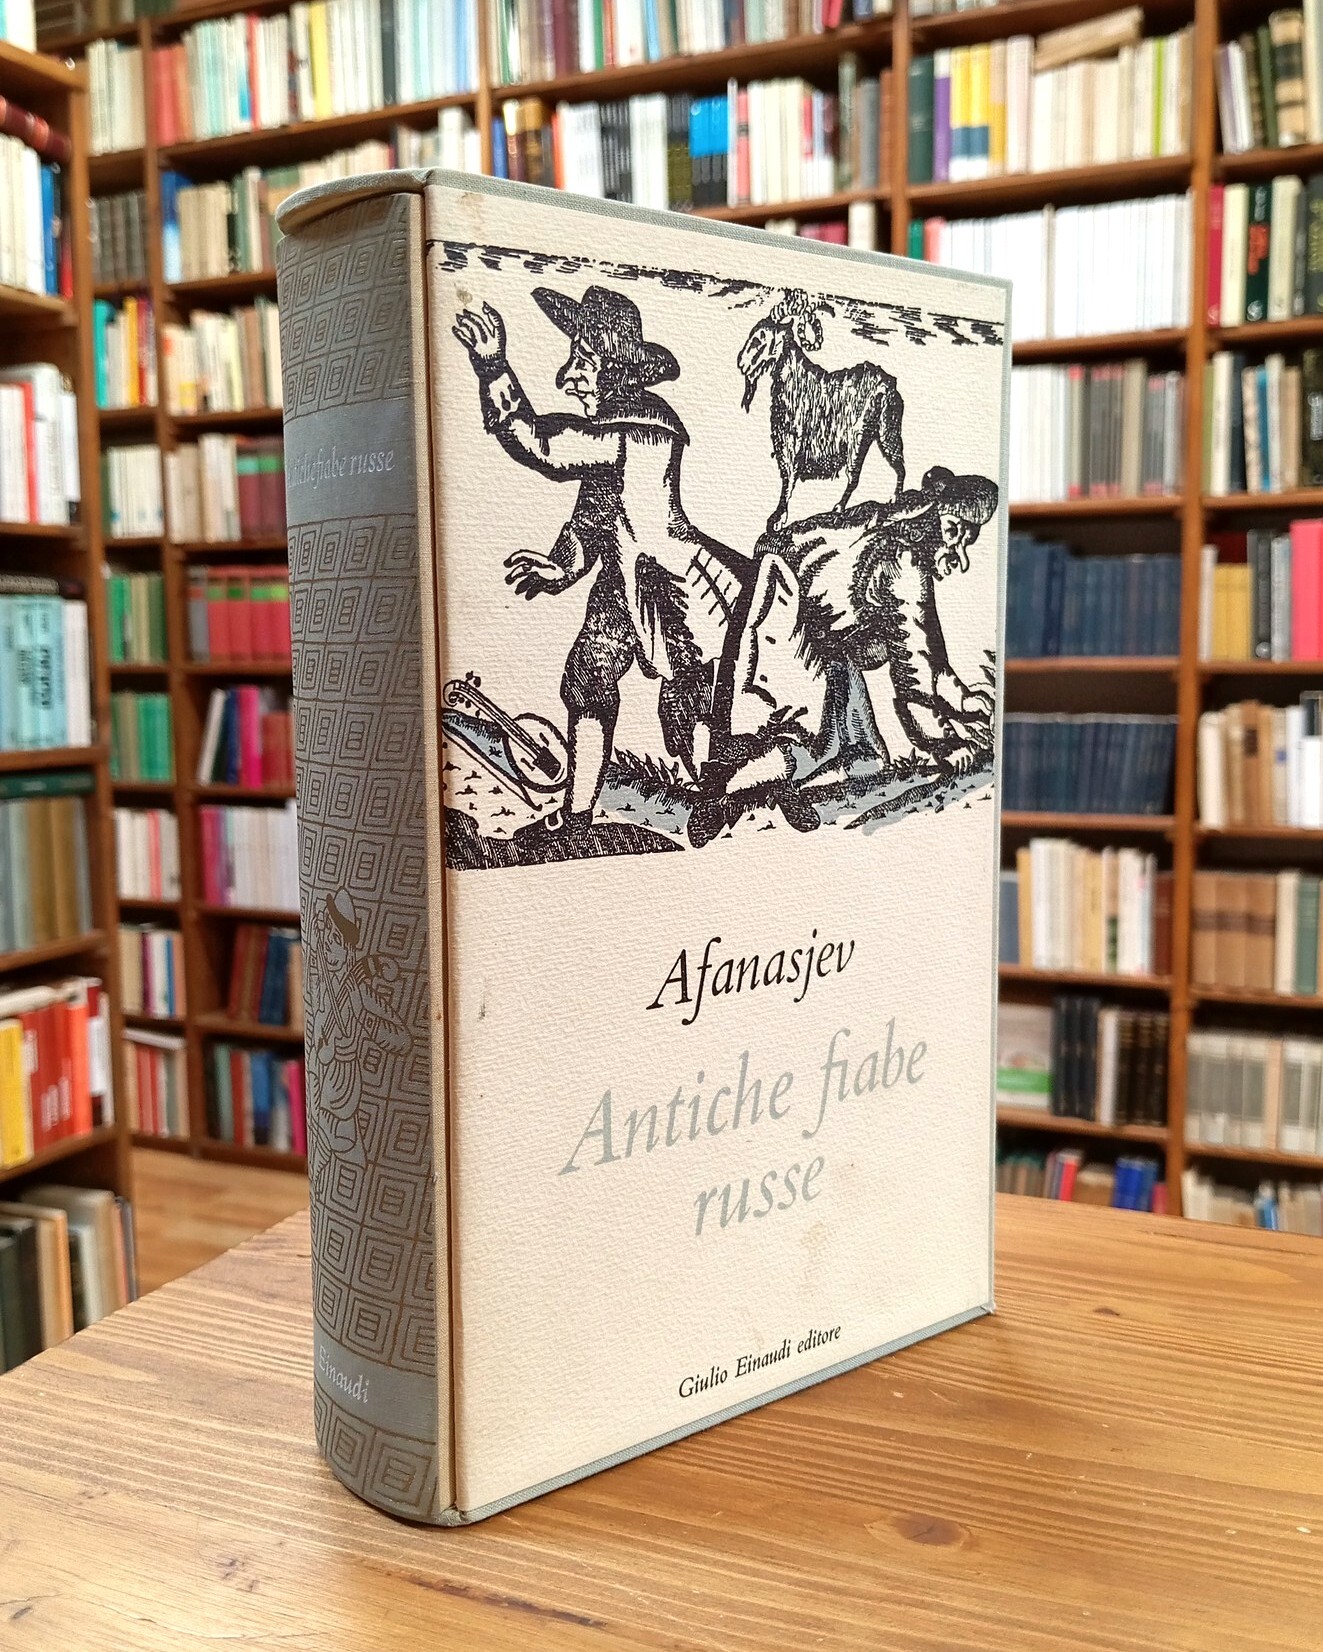 Antiche fiabe russe
Einaudi
Afanasjev
Antiche fiabe
russe
Giulio Einaudi editore